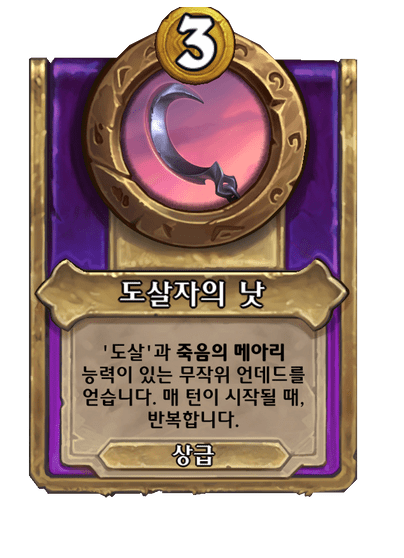 3
도살자의 낫
'도살'과 죽음의 메아리
능력이 있는 무작위 언데드를
얻습니다. 매 턴이 시작될 때,
반복합니다.
상급